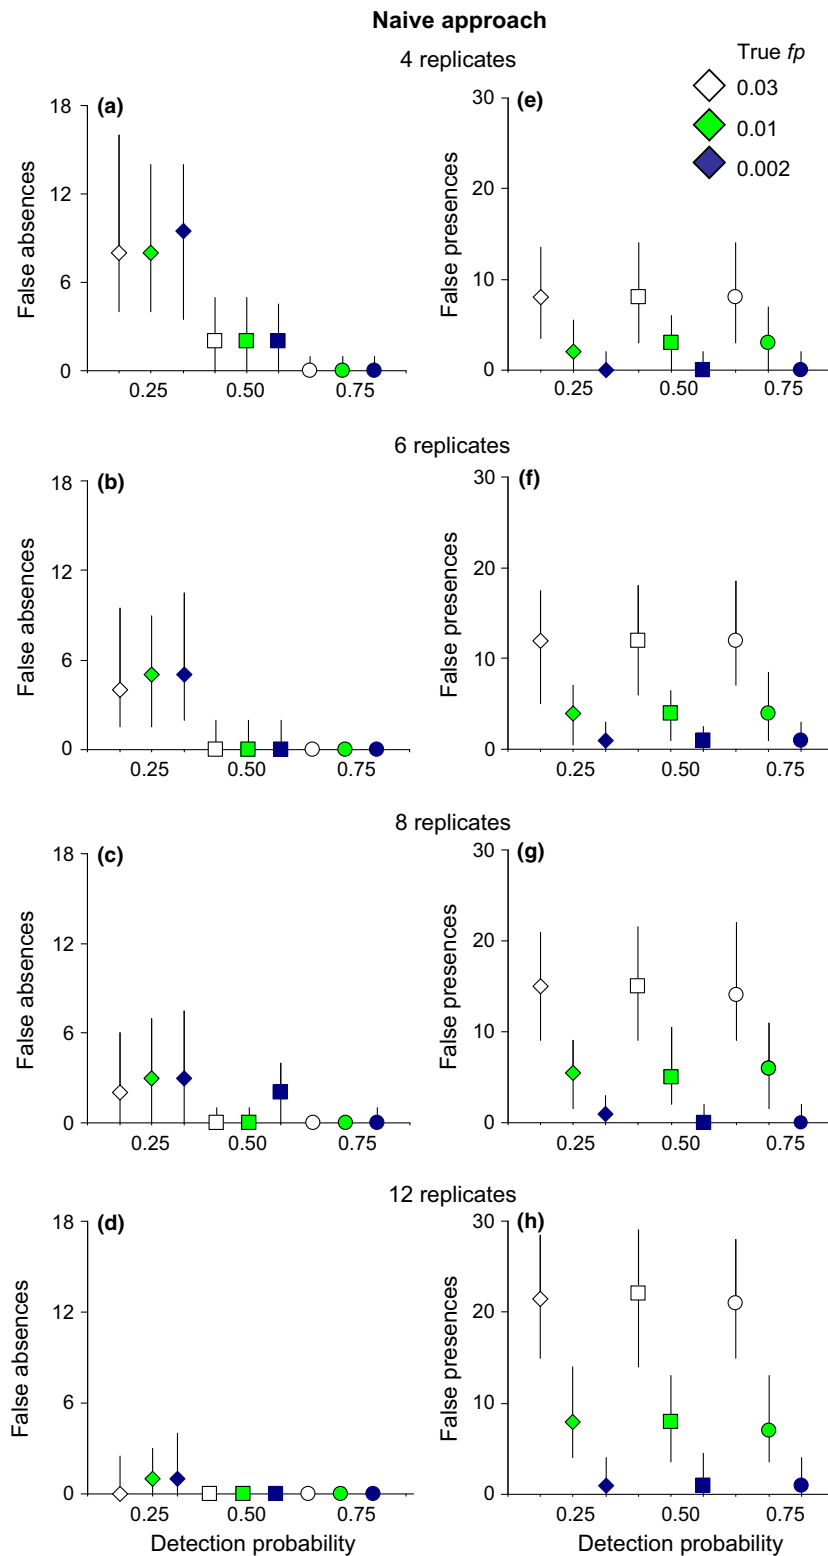 Naive approach
4 replicates
True fp
0.03
0.01
0.002
(a)
False absences
18
12
6
0
0.25 0.50 0.75
(e)
False presences
30
20
10
0
0.25 0.50 0.75
6 replicates
(b)
False absences
18
12
6
0
0.25 0.50 0.75
(f)
False presences
30
20
10
0
0.25 0.50 0.75
8 replicates
(c)
False absences
18
12
6
0
0.25 0.50 0.75
(g)
False presences
30
20
10
0
0.25 0.50 0.75
12 replicates
(d)
False absences
18
12
6
0
0.25 0.50 0.75
Detection probability
(h)
False presences
30
20
10
0
0.25 0.50 0.75
Detection probability